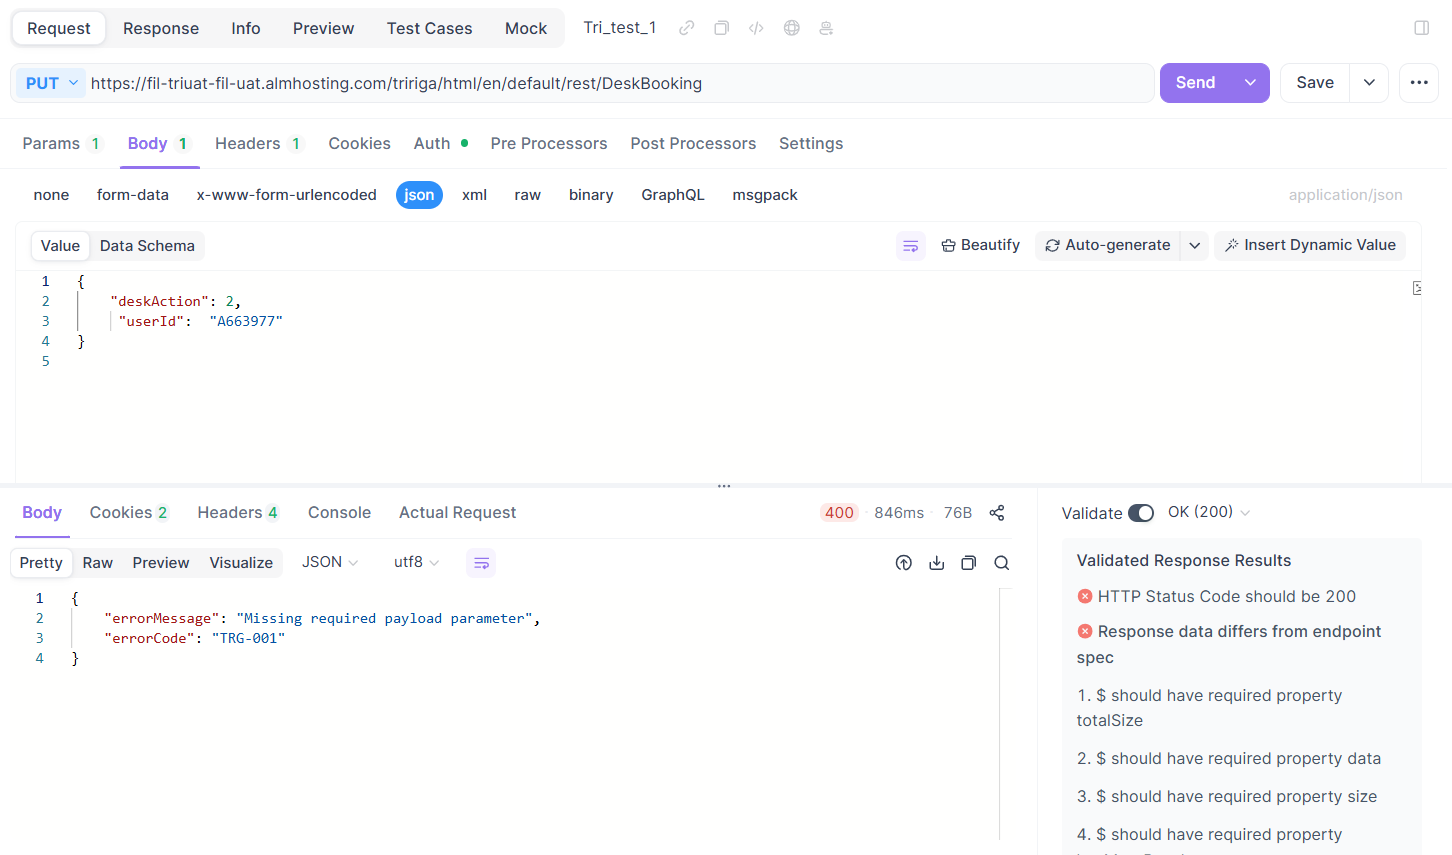 Request Response Info Preview Test Cases Mock Tri_test_1
PUT https://fil-triuat-fil-uat.almhosting.com/tririga/html/en/default/rest/DeskBooking Send Save
Params 1 Body 1 Headers 1 Cookies Auth Pre Processors Post Processors Settings
none form-data x-www-form-urlencoded json xml raw binary GraphQL msgpack application/json
Value Data Schema Beautify Auto-generate Insert Dynamic Value
1 {
2 "deskAction": 2,
3 "userId": "A663977"
4 }
5
Body Cookies 2 Headers 4 Console Actual Request 400 846ms 76B
Pretty Raw Preview Visualize JSON utf8
1 {
2 "errorMessage": "Missing required payload parameter",
3 "errorCode": "TRG-001"
4 }
Validate OK (200)
Validated Response Results
HTTP Status Code should be 200
Response data differs from endpoint
spec
1. $ should have required property
totalSize
2. $ should have required property data
3. $ should have required property size
4. $ should have required property